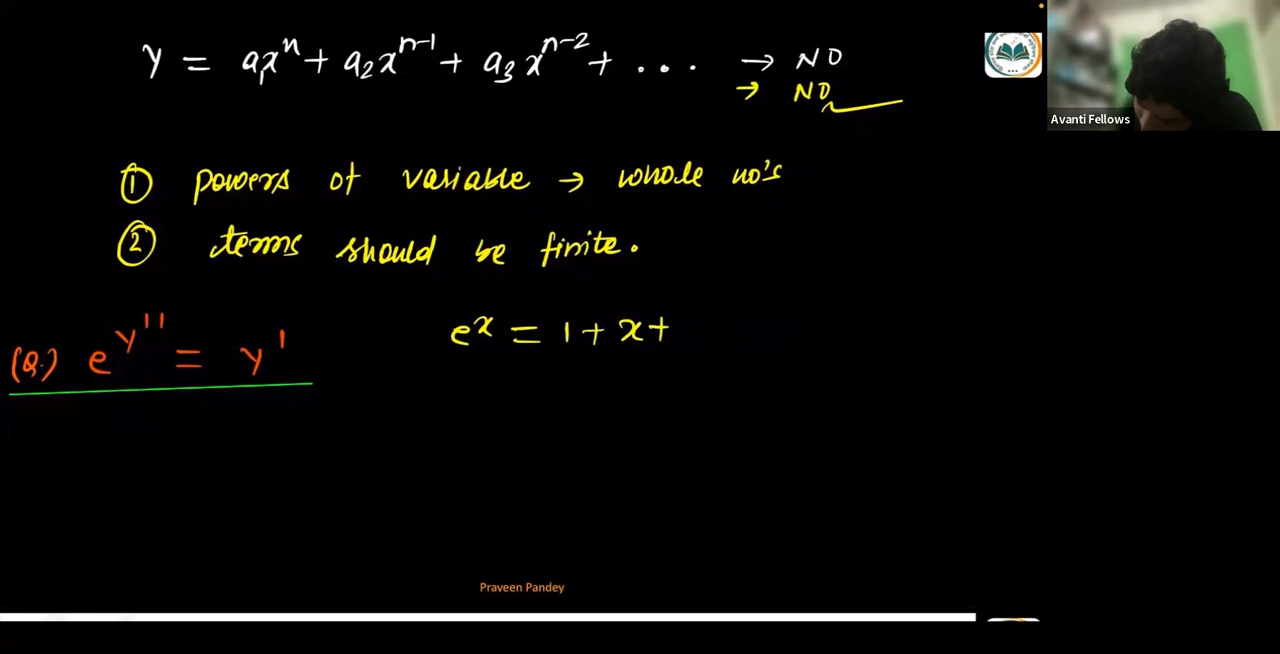 y = a₁xⁿ + a₂xⁿ⁻¹ + a₃xⁿ⁻² + ... → NO
→ NO
Avanti Fellows
① powers of variable → whole no's
② terms should be finite.
(Q.) e^y'' = y'
eˣ = 1 + x +
Praveen Pandey